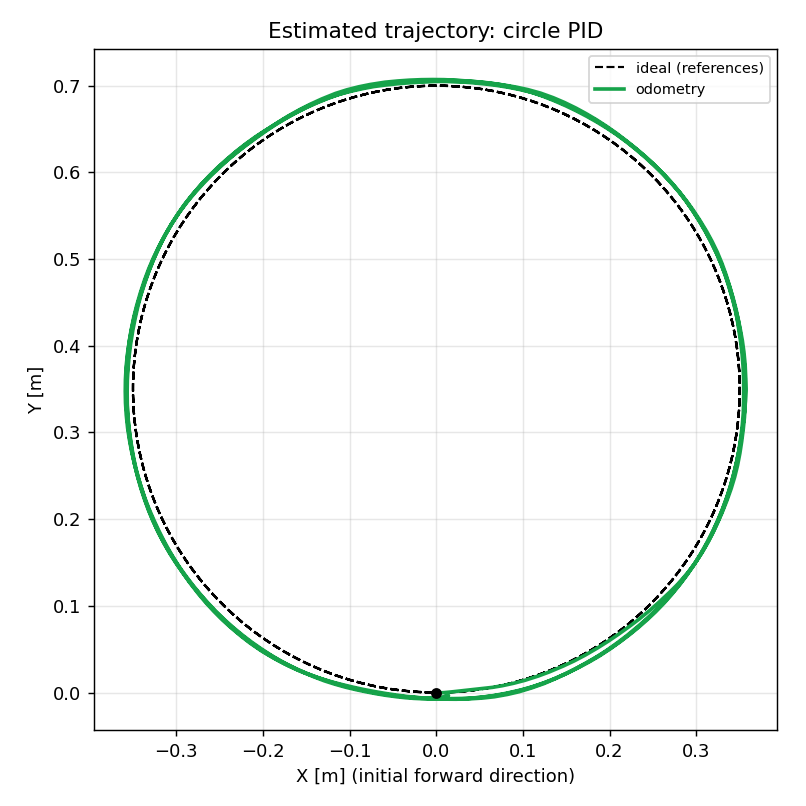 Estimated trajectory: circle PID
ideal (references)
odometry
Y [m]
0.7
0.6
0.5
0.4
0.3
0.2
0.1
0.0
−0.3 −0.2 −0.1 0.0 0.1 0.2 0.3
X [m] (initial forward direction)